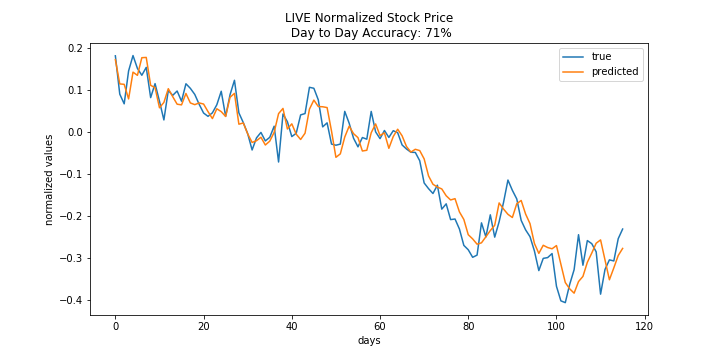 LIVE Normalized Stock Price
Day to Day Accuracy: 71%
true
predicted
normalized values
0.2
0.1
0.0
−0.1
−0.2
−0.3
−0.4
0
20
40
60
80
100
120
days